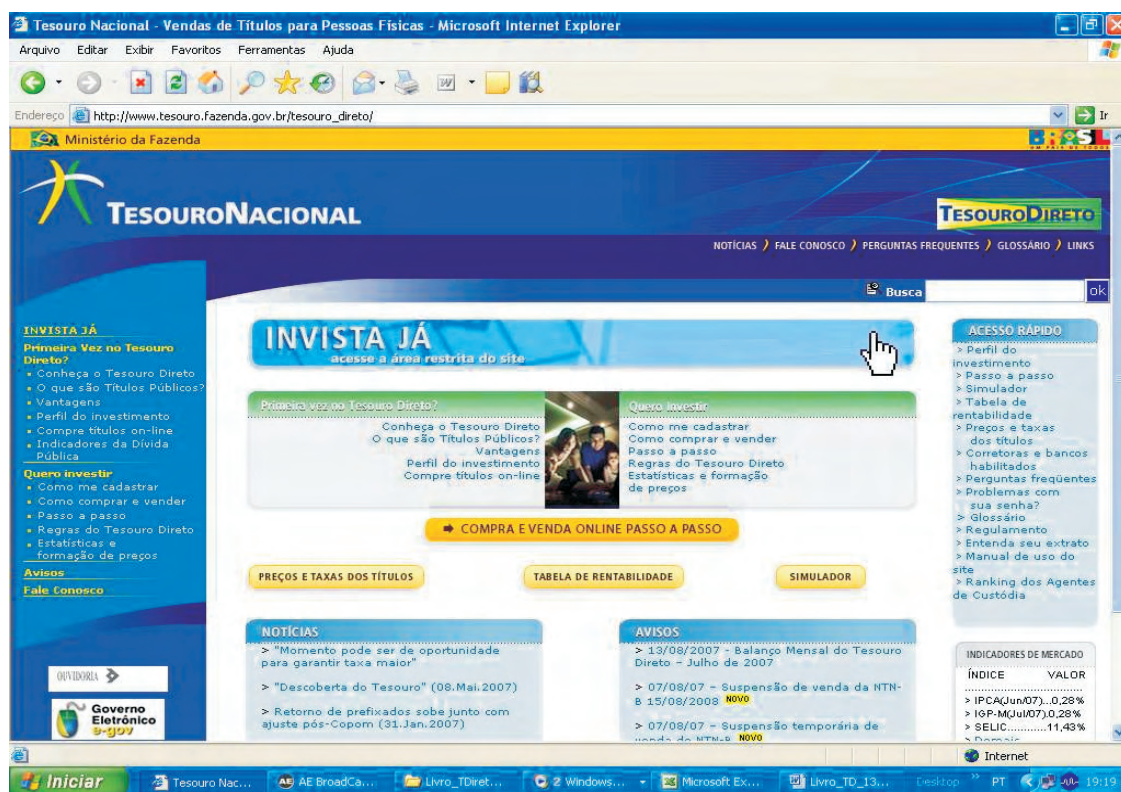 Tesouro Nacional - Vendas de Títulos para Pessoas Físicas - Microsoft Internet Explorer
Arquivo Editar Exibir Favoritos Ferramentas Ajuda
Endereço http://www.tesouro.fazenda.gov.br/tesouro_direto/ Ir
Ministério da Fazenda
BRASIL
UM PAÍS DE TODOS
TESOURONACIONAL
TESOURODIRETO
NOTÍCIAS FALE CONOSCO PERGUNTAS FREQUENTES GLOSSÁRIO LINKS
Busca ok
INVISTA JÁ
Primeira Vez no Tesouro
Direto?
Conheça o Tesouro Direto
O que são Títulos Públicos?
Vantagens
Perfil do investimento
Compre títulos on-line
Indicadores da Dívida
Pública
Quero investir
Como me cadastrar
Como comprar e vender
Passo a passo
Regras do Tesouro Direto
Estatísticas e
formação de preços
Avisos
Fale Conosco
OUVIDORIA
Governo
Eletrônico
e-gov
INVISTA JÁ
acesse a área restrita do site
Primeira vez no Tesouro Direto?
Conheça o Tesouro Direto
O que são Títulos Públicos?
Vantagens
Perfil do investimento
Compre títulos on-line
Quero investir
Como me cadastrar
Como comprar e vender
Passo a passo
Regras do Tesouro Direto
Estatísticas e formação
de preços
COMPRA E VENDA ONLINE PASSO A PASSO
PREÇOS E TAXAS DOS TÍTULOS
TABELA DE RENTABILIDADE
SIMULADOR
NOTÍCIAS
> "Momento pode ser de oportunidade
para garantir taxa maior"
> "Descoberta do Tesouro" (08.Mai.2007)
> Retorno de prefixados sobe junto com
ajuste pós-Copom (31.Jan.2007)
AVISOS
> 13/08/2007 - Balanço Mensal do Tesouro
Direto - Julho de 2007
> 07/08/07 - Suspensão de venda da NTN-
B 15/08/2008 NOVO
> 07/08/07 - Suspensão temporária de
venda de NTN-B NOVO
ACESSO RÁPIDO
> Perfil do
investimento
> Passo a passo
> Simulador
> Tabela de
rentabilidade
> Preços e taxas
dos títulos
> Corretoras e bancos
habilitados
> Perguntas freqüentes
> Problemas com
sua senha?
> Glossário
> Regulamento
> Entenda seu extrato
> Manual de uso do
site
> Ranking dos Agentes
de Custódia
INDICADORES DE MERCADO
ÍNDICE VALOR
> IPCA(Jun/07)...0,28%
> IGP-M(Jul/07).0,28%
> SELIC............11,43%
> Demais
Internet
Iniciar Tesouro Nac... AE BroadCa... Livro_TDiret... 2 Windows... Microsoft Ex... Livro_TD_13... Desktop PT 19:19